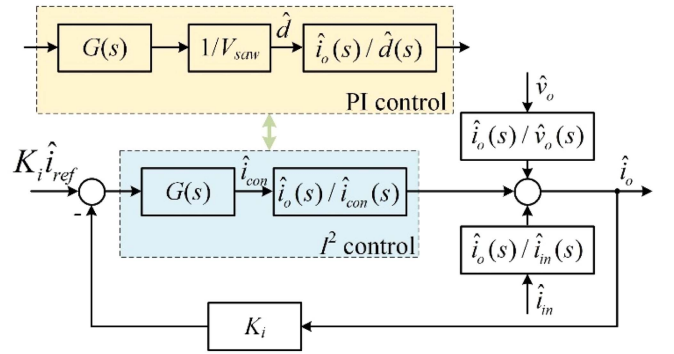 G(s) 1/V_saw d̂ î_o(s)/d̂(s)
PI control
v̂_o
î_o(s)/v̂_o(s)
K_i î_ref G(s) î_con î_o(s)/î_con(s) î_o
-
I² control
î_o(s)/î_in(s)
î_in
K_i